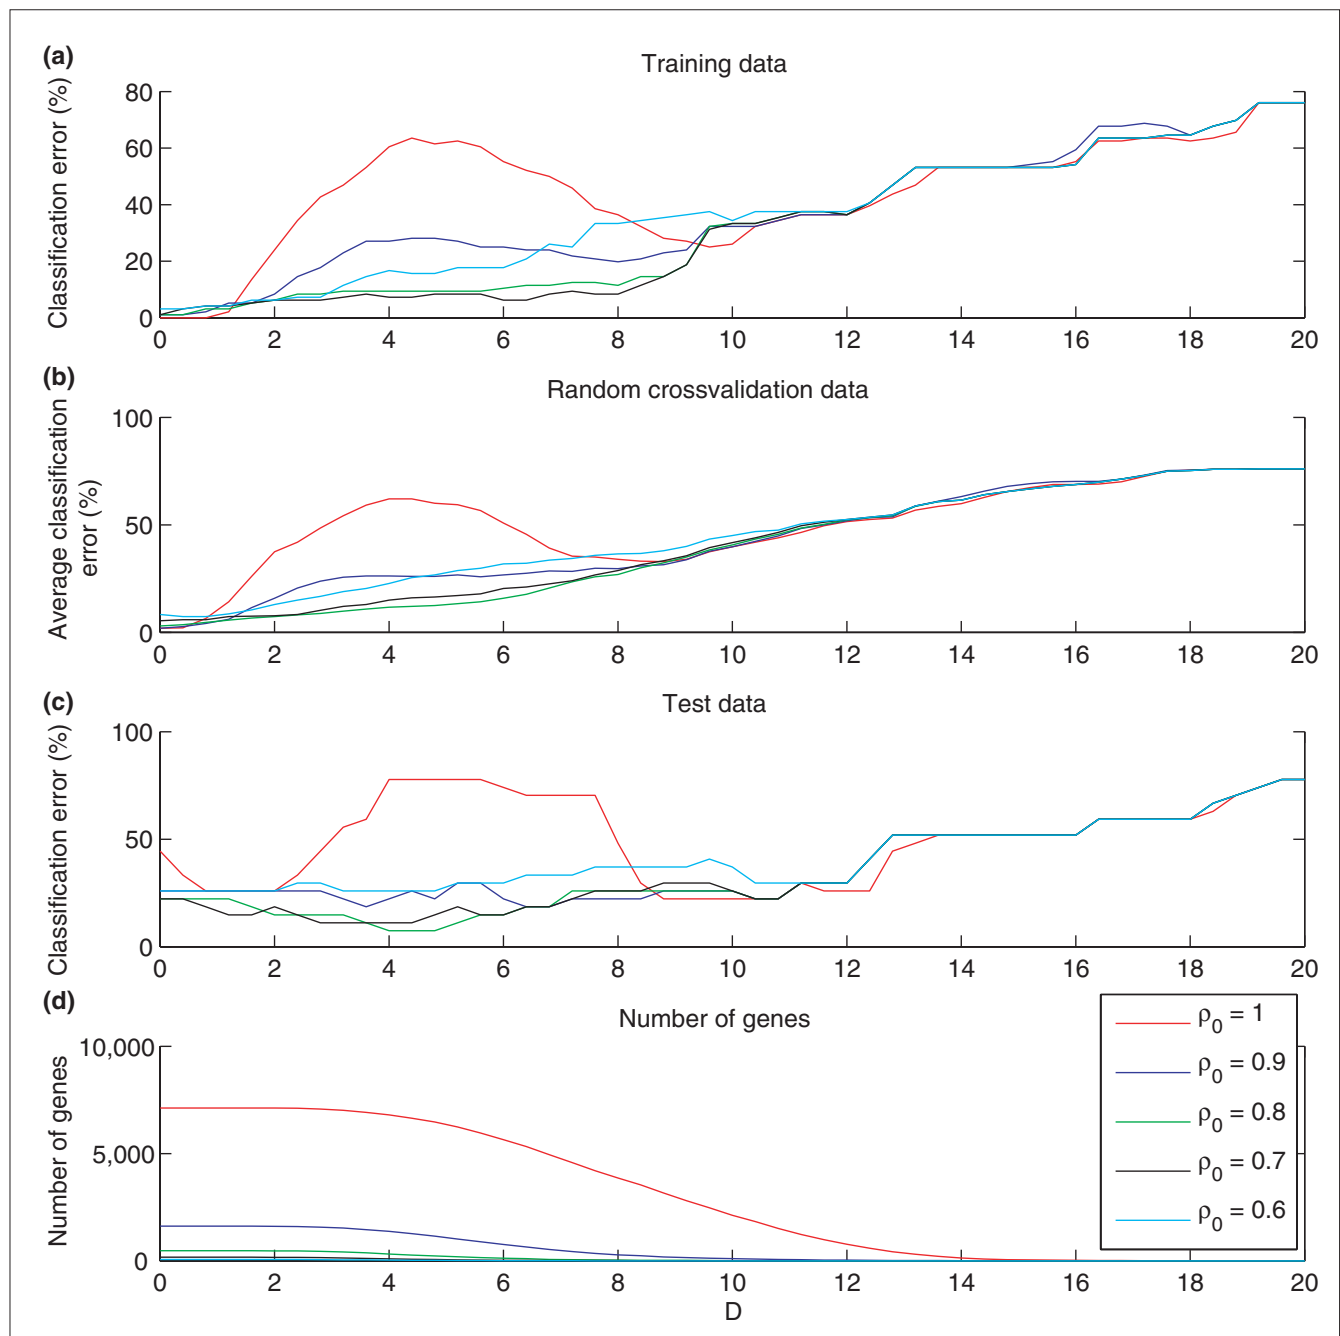 (a)
Training data
Classification error (%)
80
60
40
20
0
0 2 4 6 8 10 12 14 16 18 20
(b)
Random crossvalidation data
Average classification
error (%)
100
50
0
0 2 4 6 8 10 12 14 16 18 20
(c)
Test data
Classification error (%)
100
50
0
0 2 4 6 8 10 12 14 16 18 20
(d)
Number of genes
Number of genes
10,000
5,000
0
0 2 4 6 8 10 12 14 16 18 20
D
ρ0 = 1
ρ0 = 0.9
ρ0 = 0.8
ρ0 = 0.7
ρ0 = 0.6